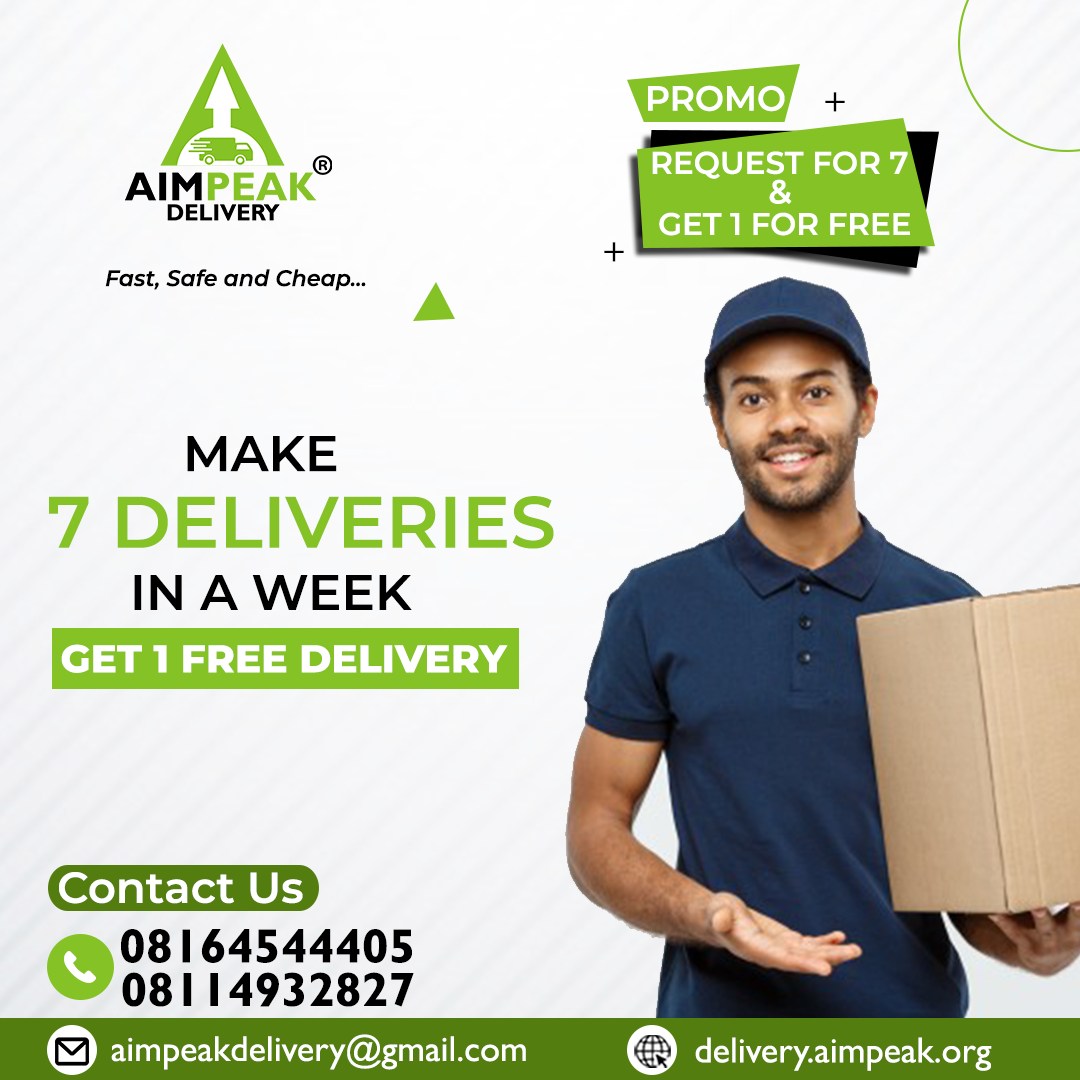 AIMPEAK®
DELIVERY
Fast, Safe and Cheap...
PROMO
REQUEST FOR 7
&
GET 1 FOR FREE
MAKE
7 DELIVERIES
IN A WEEK
GET 1 FREE DELIVERY
Contact Us
08164544405
08114932827
aimpeakdelivery@gmail.com
delivery.aimpeak.org